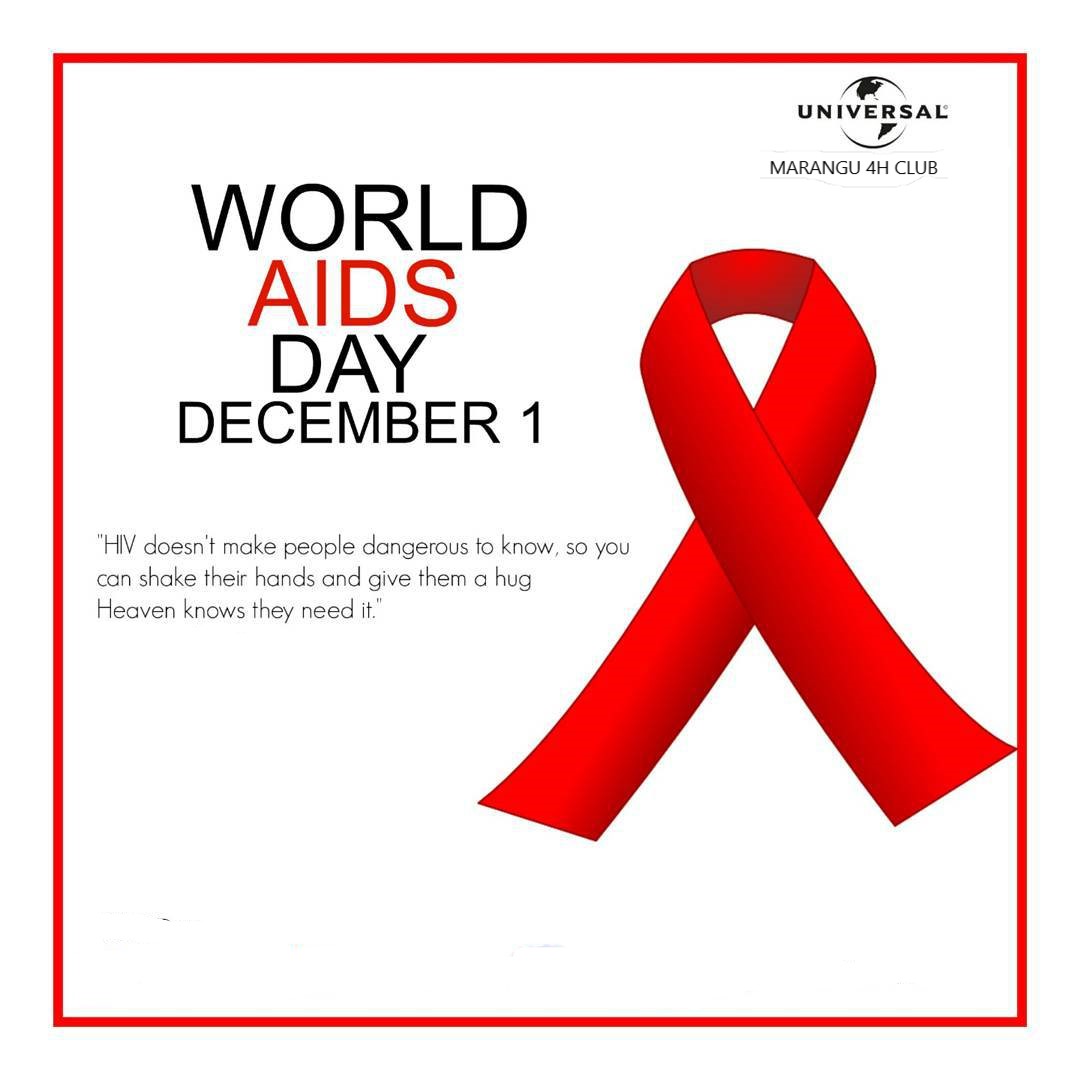 UNIVERSAL®
MARANGU 4H CLUB
WORLD
AIDS
DAY
DECEMBER 1
"HIV doesn't make people dangerous to know, so you
can shake their hands and give them a hug
Heaven knows they need it."